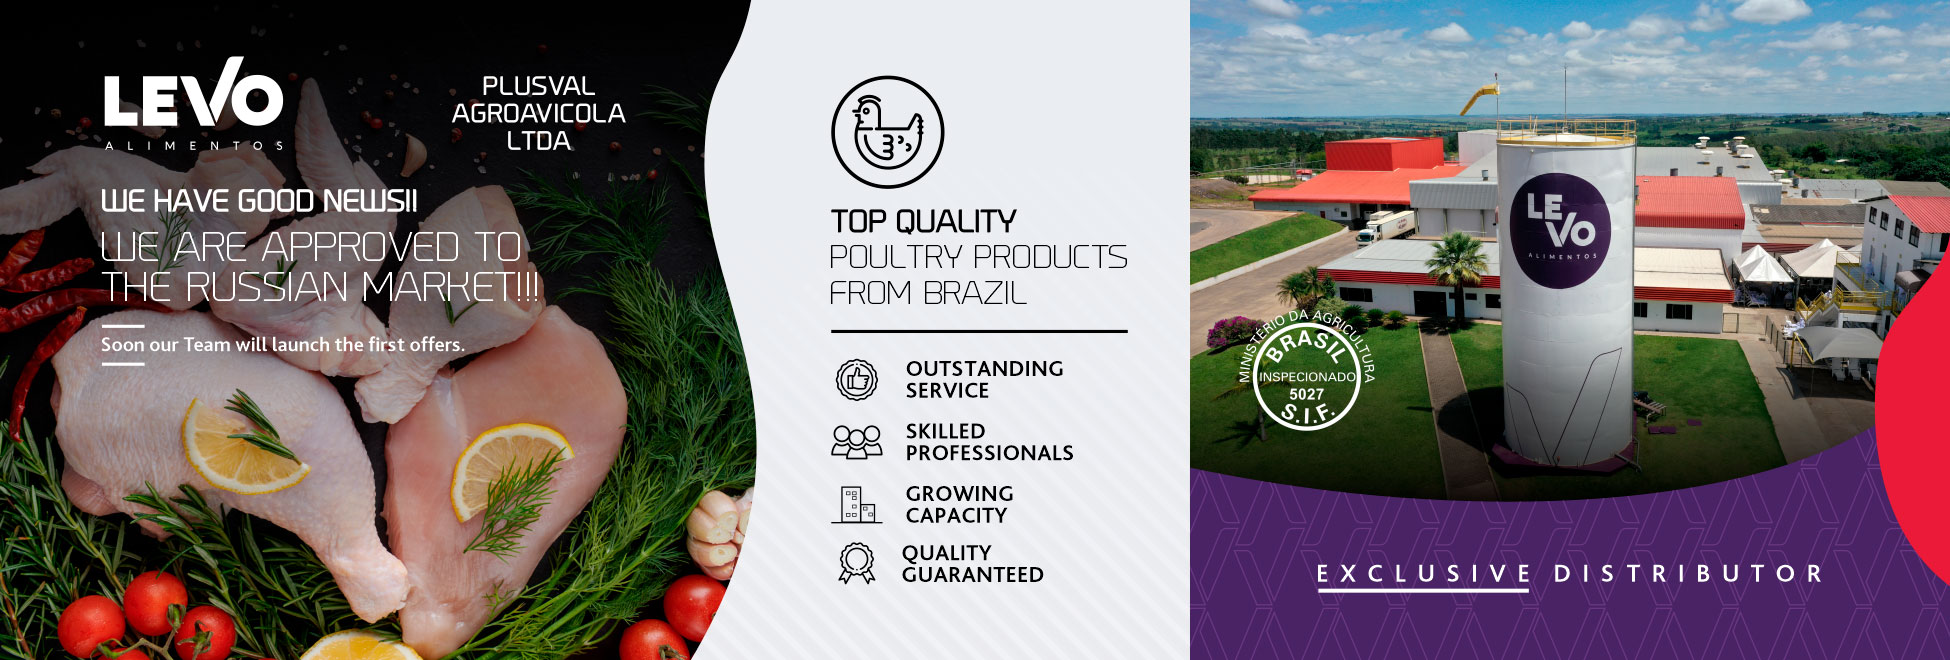 LEVO
ALIMENTOS
PLUSVAL
AGROAVICOLA
LTDA
WE HAVE GOOD NEWS!!
WE ARE APPROVED TO
THE RUSSIAN MARKET!!!
Soon our Team will launch the first offers.
TOP QUALITY
POULTRY PRODUCTS
FROM BRAZIL
OUTSTANDING
SERVICE
SKILLED
PROFESSIONALS
GROWING
CAPACITY
QUALITY
GUARANTEED
LE
VO
ALIMENTOS
MINISTÉRIO DA AGRICULTURA
BRASIL
INSPECIONADO
5027
S.I.F.
EXCLUSIVE DISTRIBUTOR